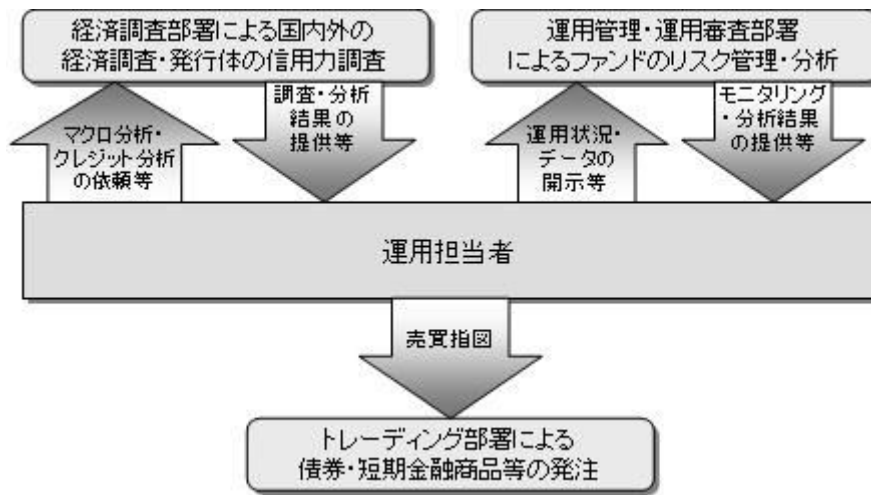 経済調査部署による国内外の
経済調査・発行体の信用力調査
運用管理・運用審査部署
によるファンドのリスク管理・分析
マクロ分析・
クレジット分析
の依頼等
調査・分析
結果の
提供等
運用状況・
データの
開示等
モニタリング
・分析結果
の提供等
運用担当者
売買指図
トレーディング部署による
債券・短期金融商品等の発注